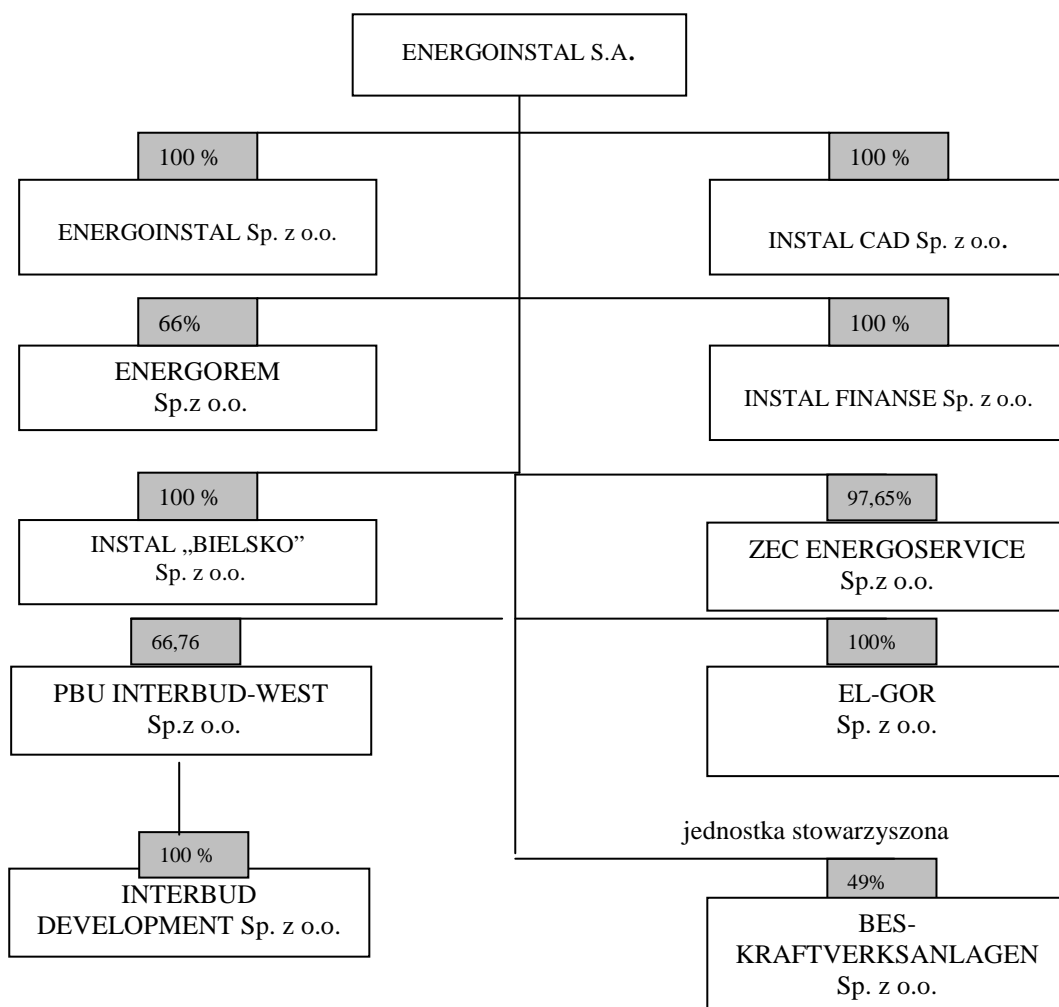 ENERGOINSTAL S.A.
100 %
100 %
ENERGOINSTAL Sp. z o.o.
INSTAL CAD Sp. z o.o.
66%
100 %
ENERGOREM
Sp.z o.o.
INSTAL FINANSE Sp. z o.o.
100 %
97,65%
INSTAL „BIELSKO”
Sp. z o.o.
ZEC ENERGOSERVICE
Sp.z o.o.
66,76
100%
PBU INTERBUD-WEST
Sp.z o.o.
EL-GOR
Sp. z o.o.
jednostka stowarzyszona
100 %
49%
INTERBUD
DEVELOPMENT Sp. z o.o.
BES-
KRAFTVERKSANLAGEN
Sp. z o.o.